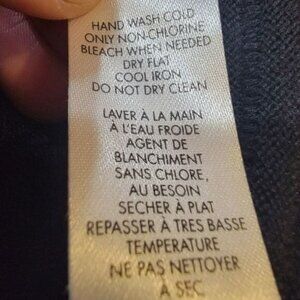 HAND WASH COLD
ONLY NON-CHLORINE
BLEACH WHEN NEEDED
DRY FLAT
COOL IRON
DO NOT DRY CLEAN
LAVER À LA MAIN
À L'EAU FROIDE
AGENT DE
BLANCHIMENT
SANS CHLORE,
AU BESOIN
SECHER À PLAT
REPASSER À TRES BASSE
TEMPERATURE
NE PAS NETTOYER
À SEC